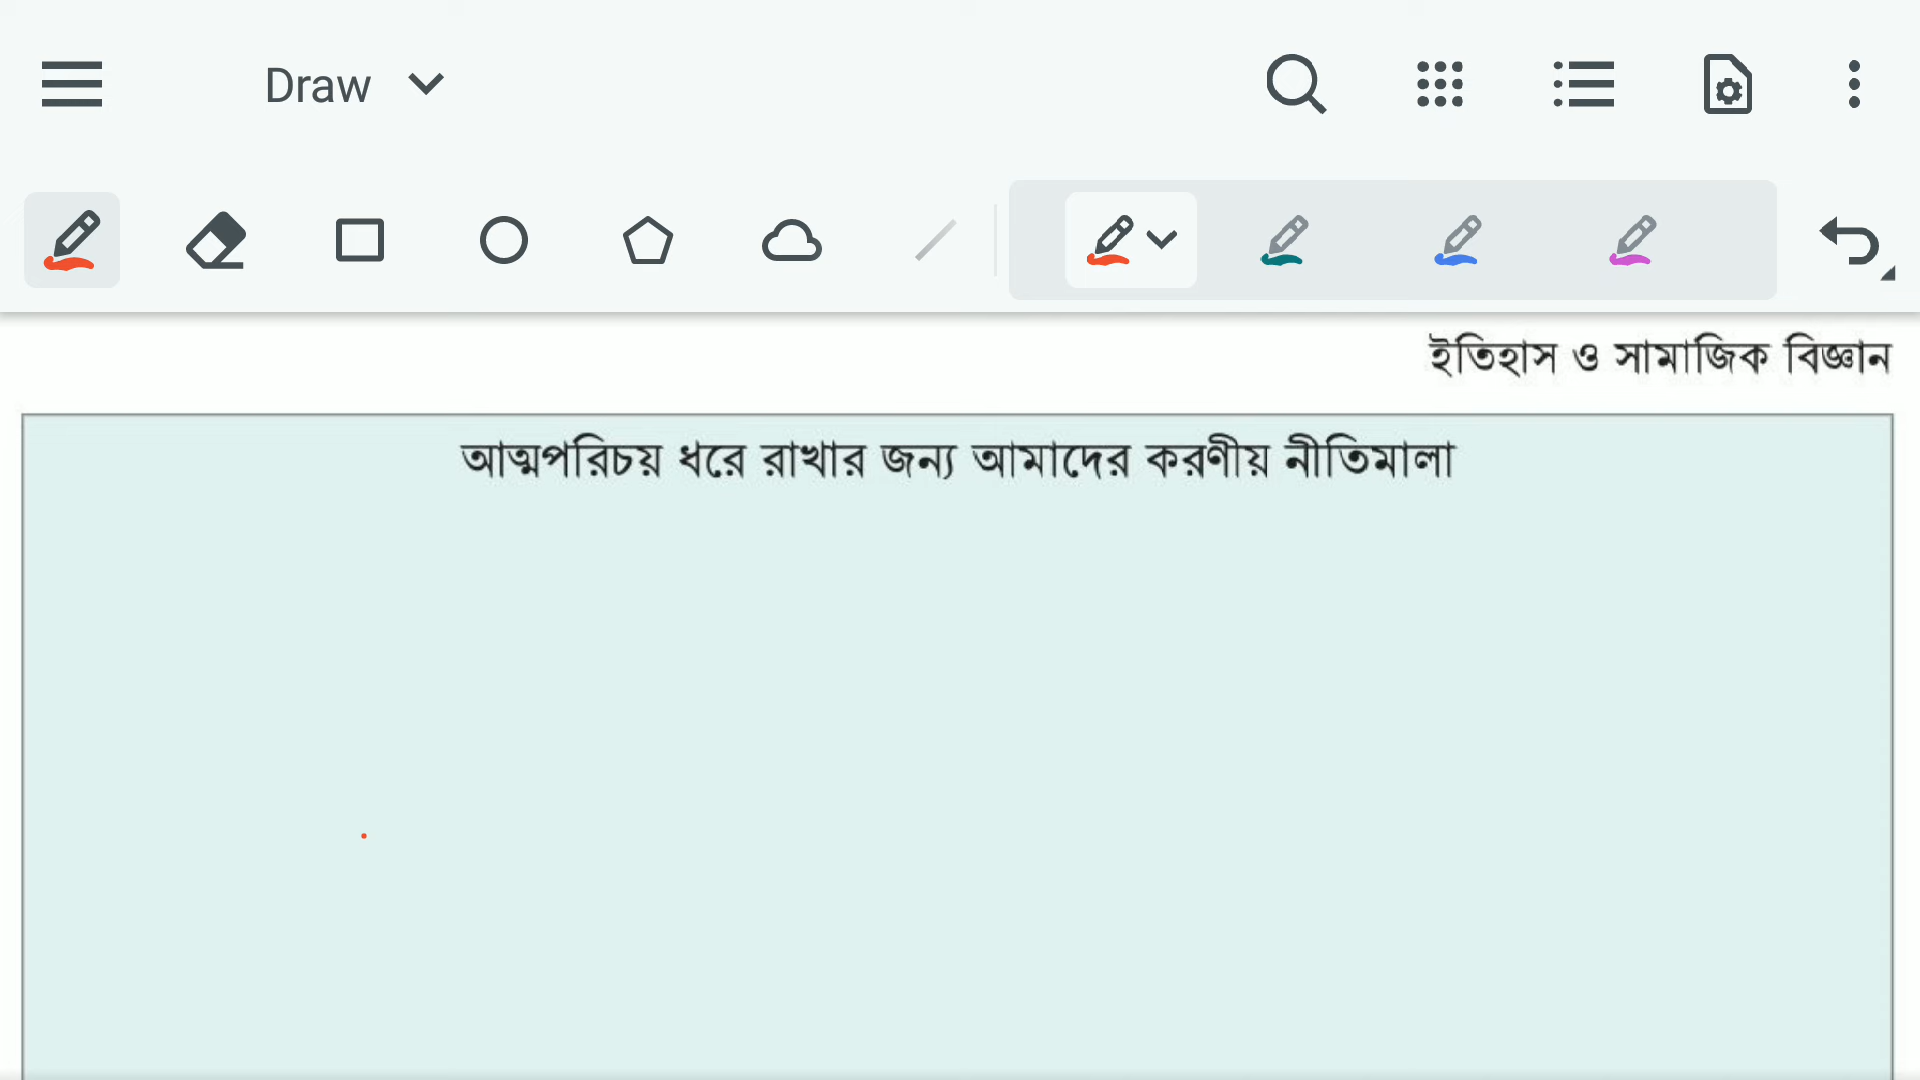 Draw
ইতিহাস ও সামাজিক বিজ্ঞান
আত্মপরিচয় ধরে রাখার জন্য আমাদের করণীয় নীতিমালা